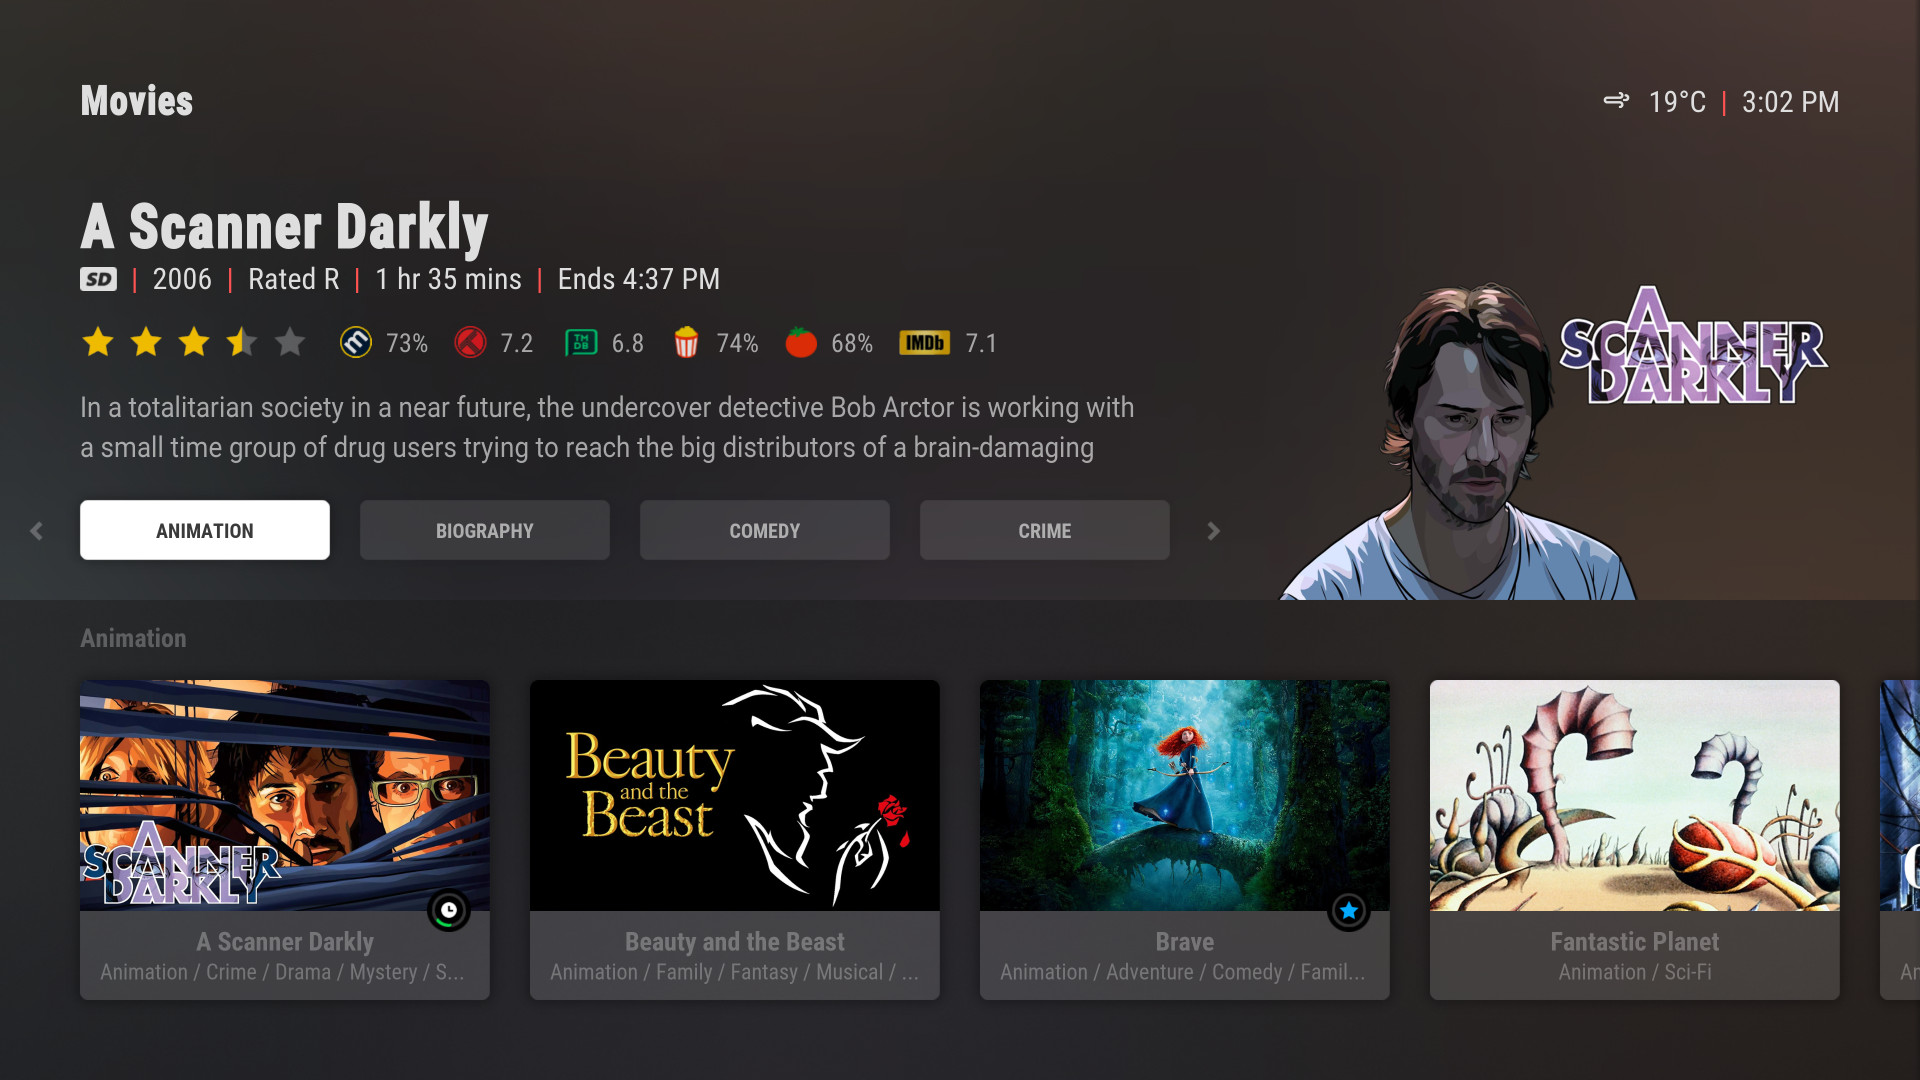 Movies
19°C | 3:02 PM
A Scanner Darkly
SD | 2006 | Rated R | 1 hr 35 mins | Ends 4:37 PM
m 73% 7.2 TMDB 6.8 74% 68% IMDb 7.1
In a totalitarian society in a near future, the undercover detective Bob Arctor is working with
a small time group of drug users trying to reach the big distributors of a brain-damaging
A
SCANNER
DARKLY
ANIMATION BIOGRAPHY COMEDY CRIME
Animation
A
SCANNER
DARKLY
Beauty
and the
Beast
A Scanner Darkly
Animation / Crime / Drama / Mystery / S...
Beauty and the Beast
Animation / Family / Fantasy / Musical / ...
Brave
Animation / Adventure / Comedy / Famil...
Fantastic Planet
Animation / Sci-Fi